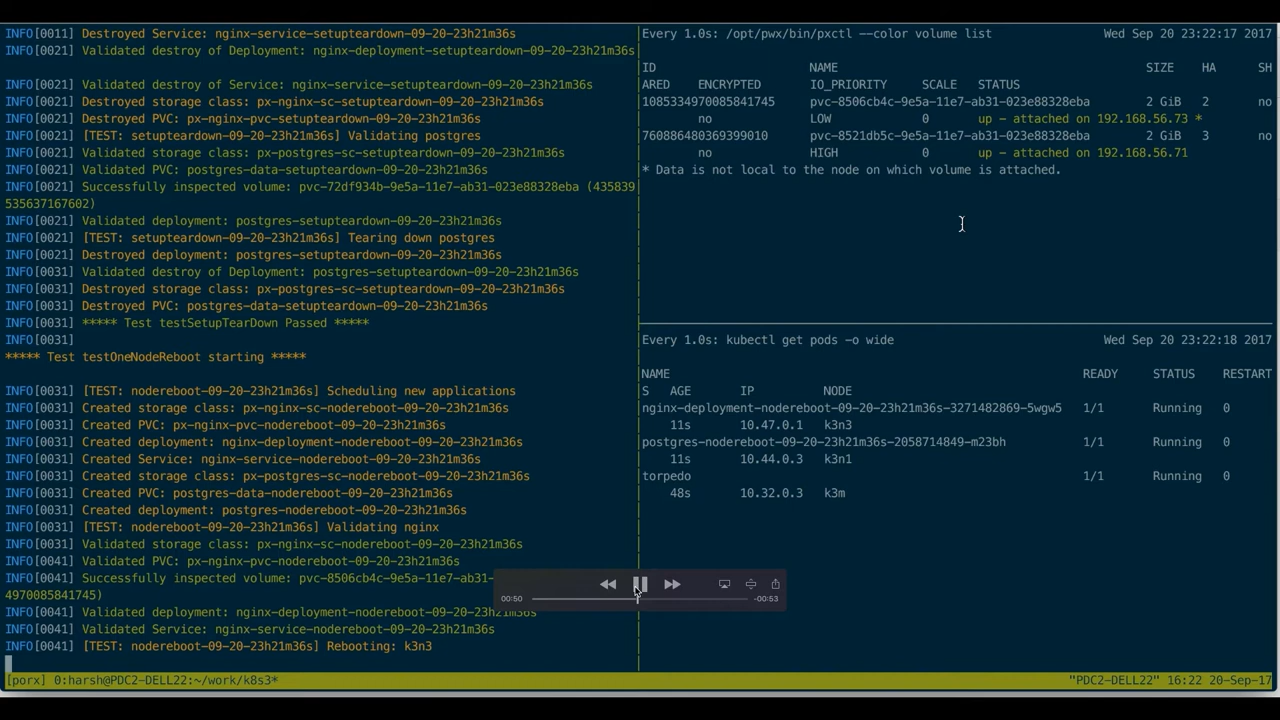 INFO[0011] Destroyed Service: nginx-service-setupteardown-09-20-23h21m36s
INFO[0021] Validated destroy of Deployment: nginx-deployment-setupteardown-09-20-23h21m36s
INFO[0021] Validated destroy of Service: nginx-service-setupteardown-09-20-23h21m36s
INFO[0021] Destroyed storage class: px-nginx-sc-setupteardown-09-20-23h21m36s
INFO[0021] Destroyed PVC: px-nginx-pvc-setupteardown-09-20-23h21m36s
INFO[0021] [TEST: setupteardown-09-20-23h21m36s] Validating postgres
INFO[0021] Validated storage class: px-postgres-sc-setupteardown-09-20-23h21m36s
INFO[0021] Validated PVC: postgres-data-setupteardown-09-20-23h21m36s
INFO[0021] Successfully inspected volume: pvc-72df934b-9e5a-11e7-ab31-023e88328eba (435839
535637167602)
INFO[0021] Validated deployment: postgres-setupteardown-09-20-23h21m36s
INFO[0021] [TEST: setupteardown-09-20-23h21m36s] Tearing down postgres
INFO[0021] Destroyed deployment: postgres-setupteardown-09-20-23h21m36s
INFO[0031] Validated destroy of Deployment: postgres-setupteardown-09-20-23h21m36s
INFO[0031] Destroyed storage class: px-postgres-sc-setupteardown-09-20-23h21m36s
INFO[0031] Destroyed PVC: postgres-data-setupteardown-09-20-23h21m36s
INFO[0031] ***** Test testSetupTearDown Passed *****
INFO[0031]
***** Test testOneNodeReboot starting *****
INFO[0031] [TEST: nodereboot-09-20-23h21m36s] Scheduling new applications
INFO[0031] Created storage class: px-nginx-sc-nodereboot-09-20-23h21m36s
INFO[0031] Created PVC: px-nginx-pvc-nodereboot-09-20-23h21m36s
INFO[0031] Created deployment: nginx-deployment-nodereboot-09-20-23h21m36s
INFO[0031] Created Service: nginx-service-nodereboot-09-20-23h21m36s
INFO[0031] Created storage class: px-postgres-sc-nodereboot-09-20-23h21m36s
INFO[0031] Created PVC: postgres-data-nodereboot-09-20-23h21m36s
INFO[0031] Created deployment: postgres-nodereboot-09-20-23h21m36s
INFO[0031] [TEST: nodereboot-09-20-23h21m36s] Validating nginx
INFO[0031] Validated storage class: px-nginx-sc-nodereboot-09-20-23h21m36s
INFO[0041] Validated PVC: px-nginx-pvc-nodereboot-09-20-23h21m36s
INFO[0041] Successfully inspected volume: pvc-8506cb4c-9e5a-11e7-ab31-
4970085841745)
INFO[0041] Validated deployment: nginx-deployment-nodereboot-09-20-23h21m36s
INFO[0041] Validated Service: nginx-service-nodereboot-09-20-23h21m36s
INFO[0041] [TEST: nodereboot-09-20-23h21m36s] Rebooting: k3n3
Every 1.0s: /opt/pwx/bin/pxctl --color volume list Wed Sep 20 23:22:17 2017
ID NAME SIZE HA SH
ARED ENCRYPTED IO_PRIORITY SCALE STATUS
1085334970085841745 pvc-8506cb4c-9e5a-11e7-ab31-023e88328eba 2 GiB 2 no
no LOW 0 up - attached on 192.168.56.73 *
760886480369399010 pvc-8521db5c-9e5a-11e7-ab31-023e88328eba 2 GiB 3 no
no HIGH 0 up - attached on 192.168.56.71
* Data is not local to the node on which volume is attached.
Every 1.0s: kubectl get pods -o wide Wed Sep 20 23:22:18 2017
NAME READY STATUS RESTART
S AGE IP NODE
nginx-deployment-nodereboot-09-20-23h21m36s-3271482869-5wgw5 1/1 Running 0
11s 10.47.0.1 k3n3
postgres-nodereboot-09-20-23h21m36s-2058714849-m23bh 1/1 Running 0
11s 10.44.0.3 k3n1
torpedo 1/1 Running 0
48s 10.32.0.3 k3m
00:50 -00:53
[porx] 0:harsh@PDC2-DELL22:~/work/k8s3* "PDC2-DELL22" 16:22 20-Sep-17